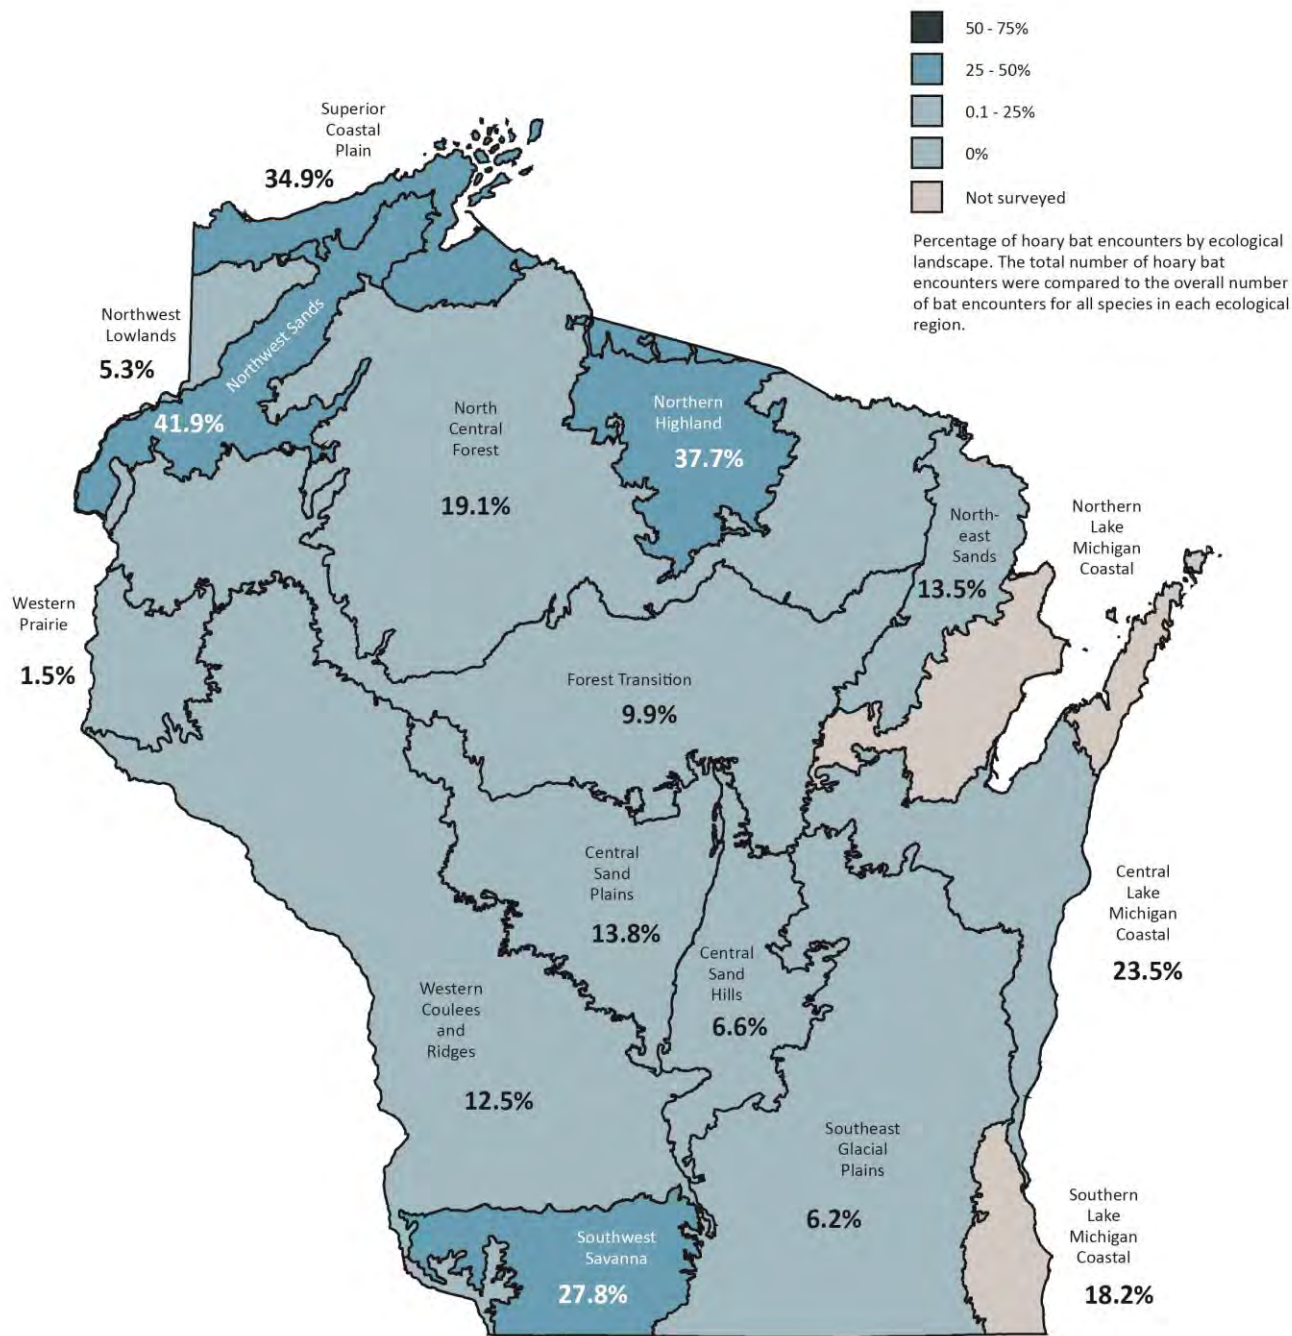 50 - 75%
25 - 50%
0.1 - 25%
0%
Not surveyed
Percentage of hoary bat encounters by ecological
landscape. The total number of hoary bat
encounters were compared to the overall number
of bat encounters for all species in each ecological
region.
Superior
Coastal
Plain
34.9%
Northwest
Lowlands
5.3%
Northwest Sands
41.9%
North
Central
Forest
19.1%
Northern
Highland
37.7%
North-
east
Sands
13.5%
Northern
Lake
Michigan
Coastal
Western
Prairie
1.5%
Forest Transition
9.9%
Central
Sand
Plains
13.8%
Central
Sand
Hills
6.6%
Central
Lake
Michigan
Coastal
23.5%
Western
Coulees
and
Ridges
12.5%
Southeast
Glacial
Plains
6.2%
Southern
Lake
Michigan
Coastal
18.2%
Southwest
Savanna
27.8%